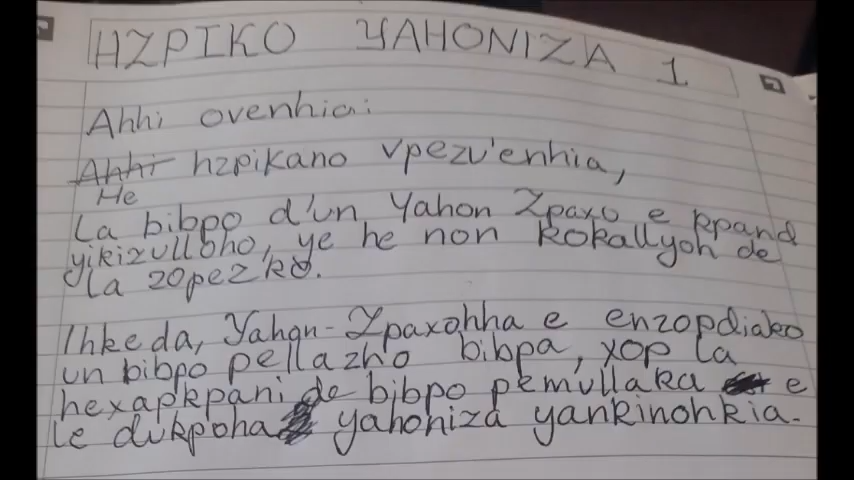 HZPIKO YAHONIZA 1
Ahhi ovenhia:
Ahhi hzpikano vpezu'enhia,
He
La bibpo d'un Yahon Zpaxo e ppand
yikizulloho, ye he non kokallyoh de
la zopezko.
Ihkeda, Yahon-Zpaxohha e enzopdiako
un bibpo pellazho bibpa, xop la
hexapkpani de bibpo pemullaka e
le dukpoha yahoniza yankinohkia.